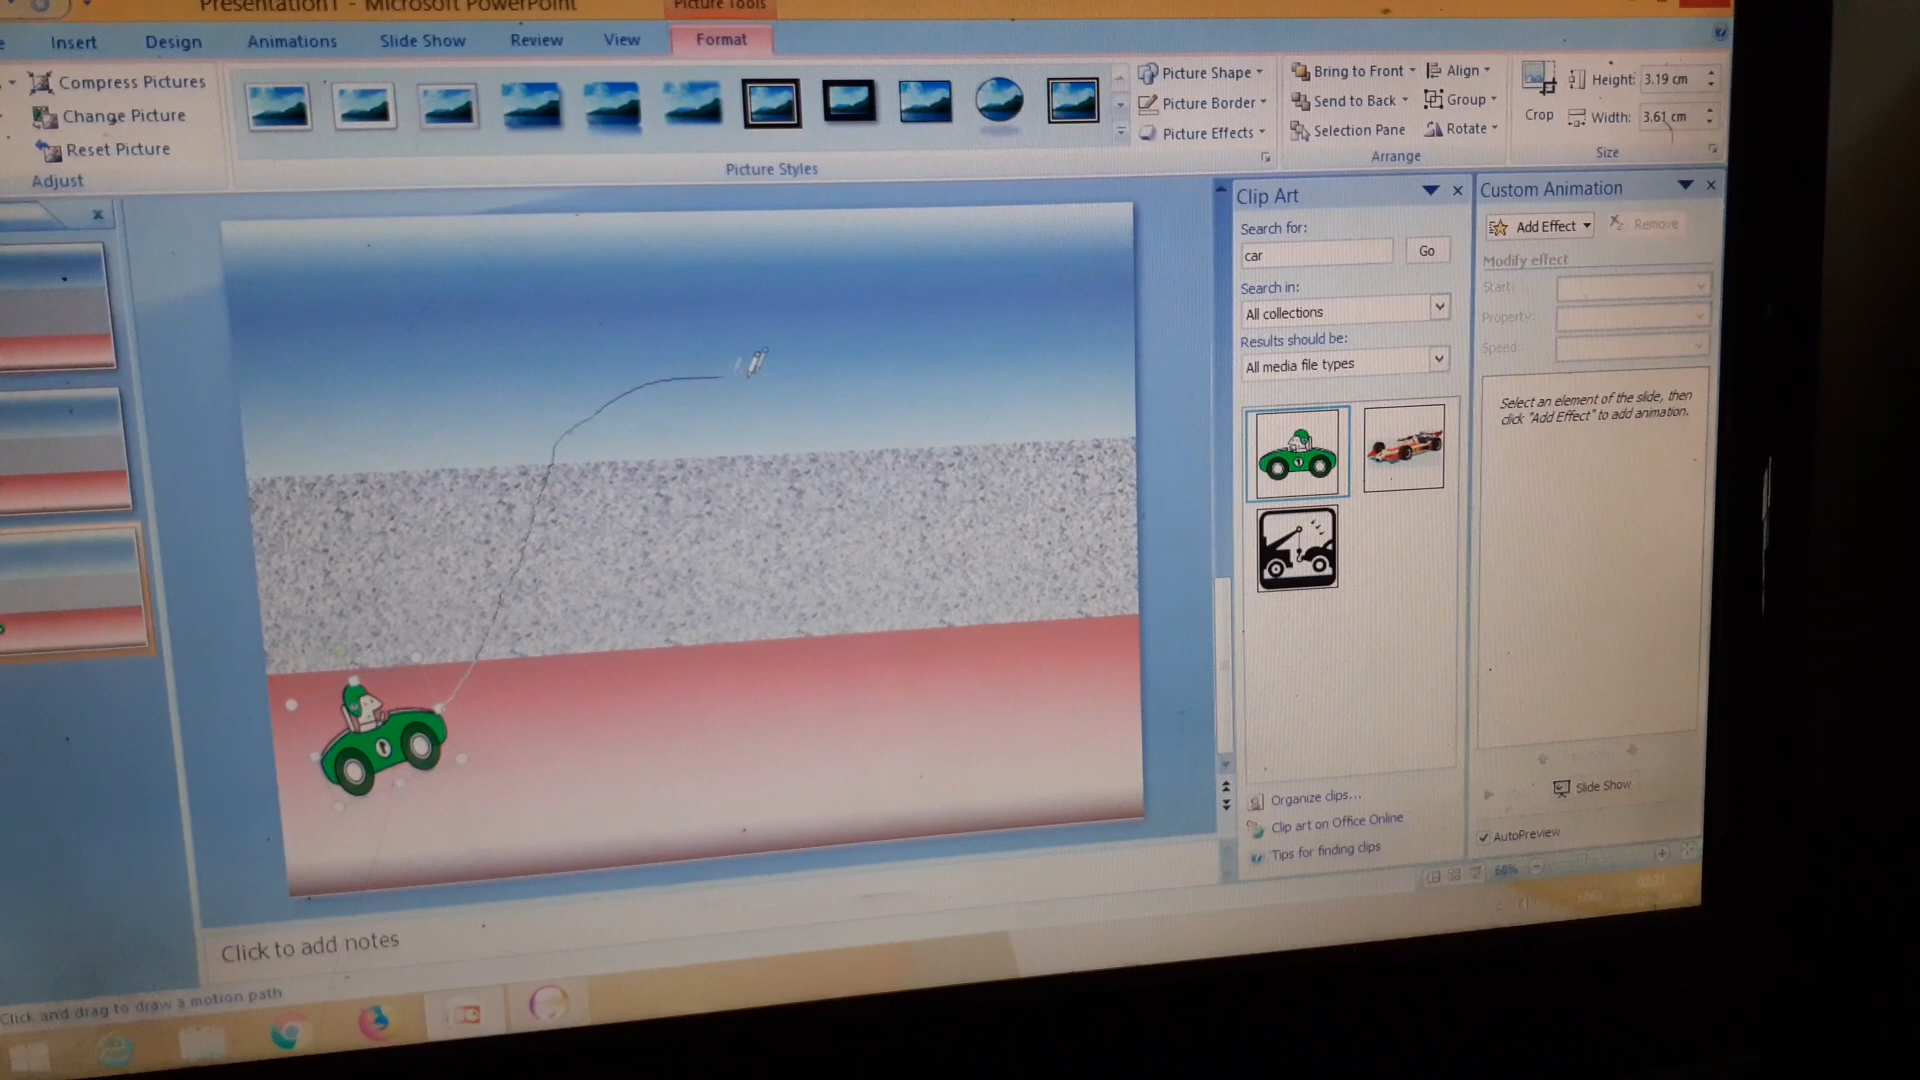 Presentation1 - Microsoft PowerPoint
Picture Tools
Insert
Design
Animations
Slide Show
Review
View
Format
Compress Pictures
Change Picture
Reset Picture
Adjust
Picture Styles
Picture Shape
Picture Border
Picture Effects
Bring to Front
Send to Back
Selection Pane
Align
Group
Rotate
Arrange
Crop
Height: 3.19 cm
Width: 3.61 cm
Size
Clip Art
Search for:
car
Go
Search in:
All collections
Results should be:
All media file types
Organize clips...
Clip art on Office Online
Tips for finding clips
Custom Animation
Add Effect
Remove
Modify effect
Start:
Property:
Speed:
Select an element of the slide, then
click "Add Effect" to add animation.
Slide Show
AutoPreview
68%
Click to add notes
Click and drag to draw a motion path